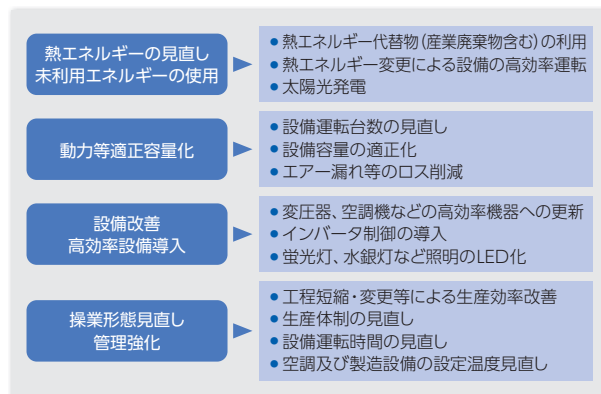 熱エネルギーの見直し
未利用エネルギーの使用
●熱エネルギー代替物(産業廃棄物含む)の利用
●熱エネルギー変更による設備の高効率運転
●太陽光発電
動力等適正容量化
●設備運転台数の見直し
●設備容量の適正化
●エアー漏れ等のロス削減
設備改善
高効率設備導入
●変圧器、空調機などの高効率機器への更新
●インバータ制御の導入
●蛍光灯、水銀灯など照明のLED化
操業形態見直し
管理強化
●工程短縮・変更等による生産効率改善
●生産体制の見直し
●設備運転時間の見直し
●空調及び製造設備の設定温度見直し